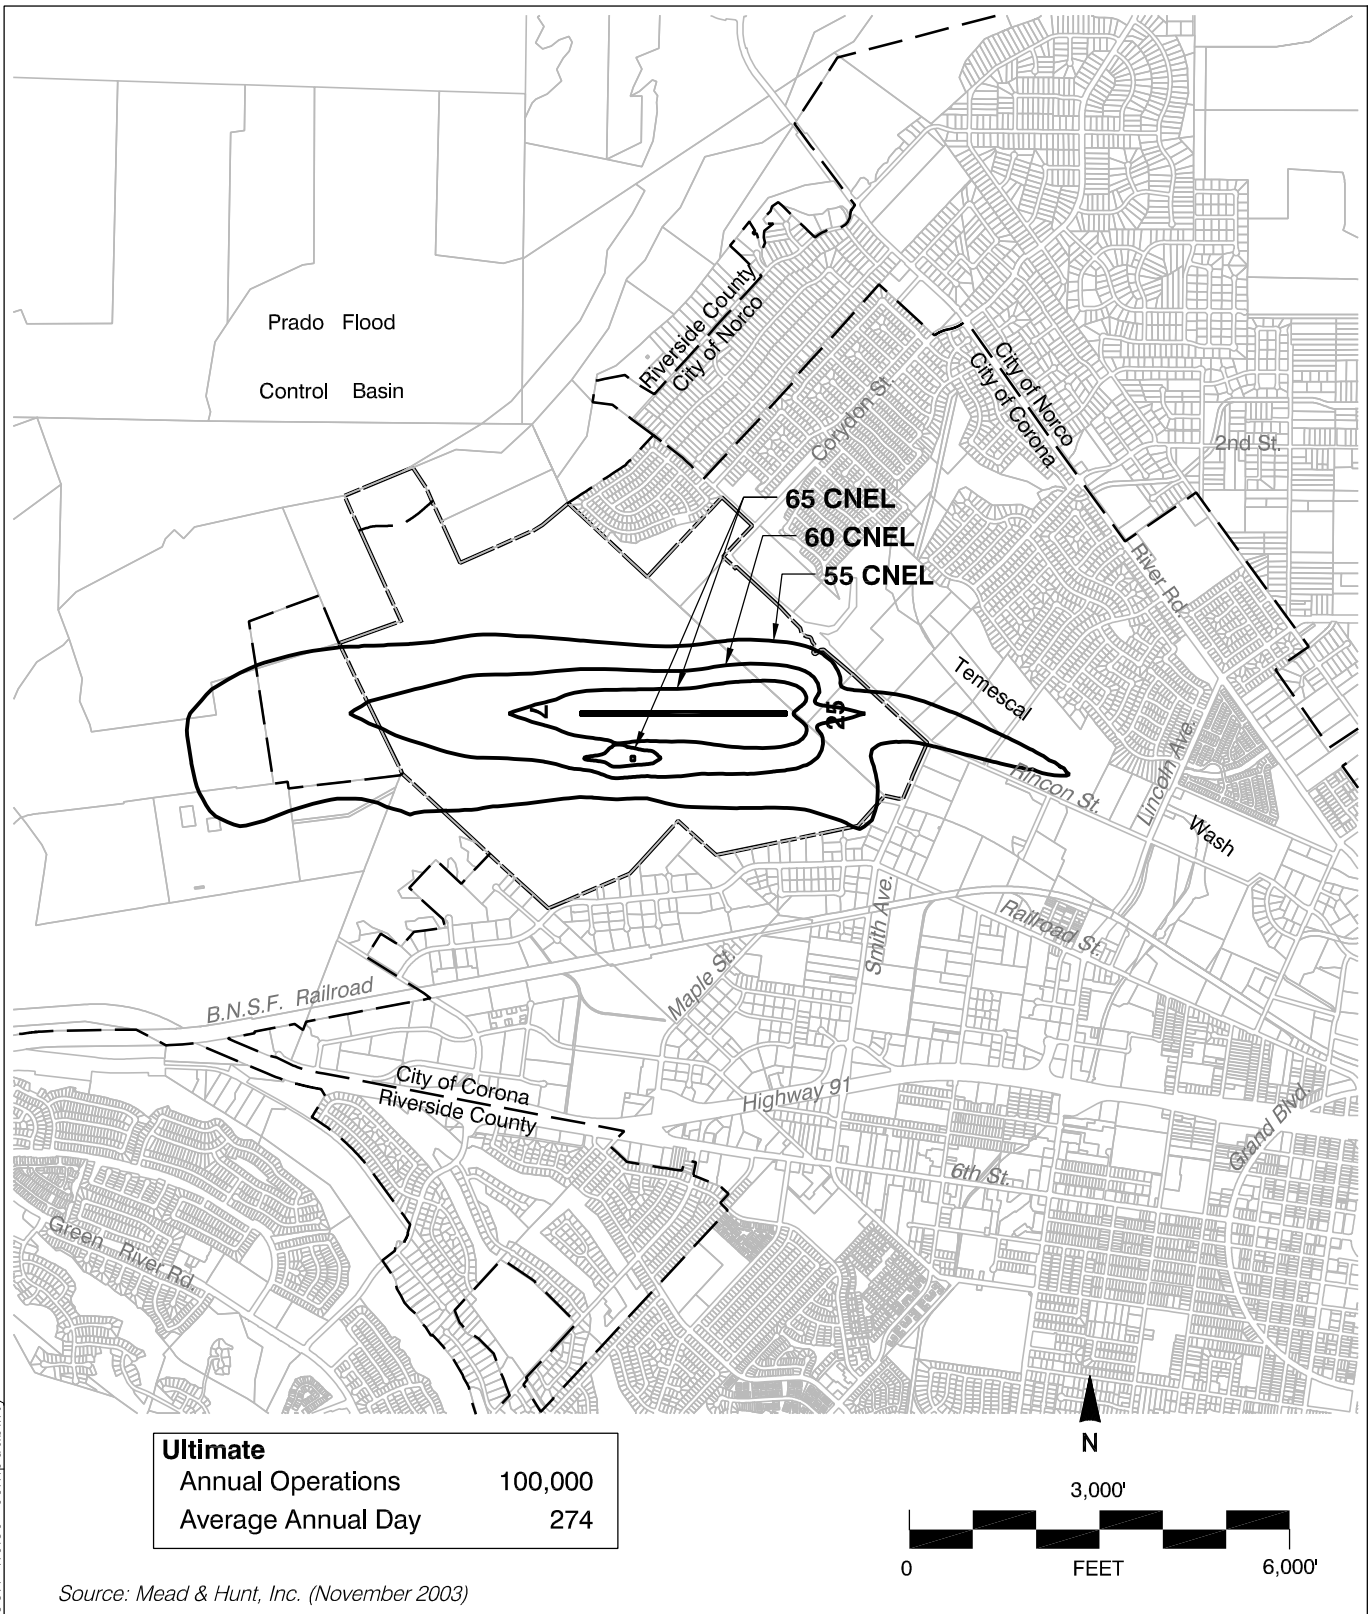 Prado Flood
Control Basin
Riverside County
City of Norco
City of Norco
City of Corona
Corydon St.
2nd St.
65 CNEL
60 CNEL
55 CNEL
River Rd.
Temescal
7
25
Rincon St.
Lincoln Ave.
Wash
Smith Ave.
Railroad St.
Maple St.
B.N.S.F. Railroad
City of Corona
Riverside County
Highway 91
Grand Blvd.
6th St.
Green River Rd.
Ultimate
Annual Operations 100,000
Average Annual Day 274
N
3,000'
0 FEET 6,000'
Source: Mead & Hunt, Inc. (November 2003)